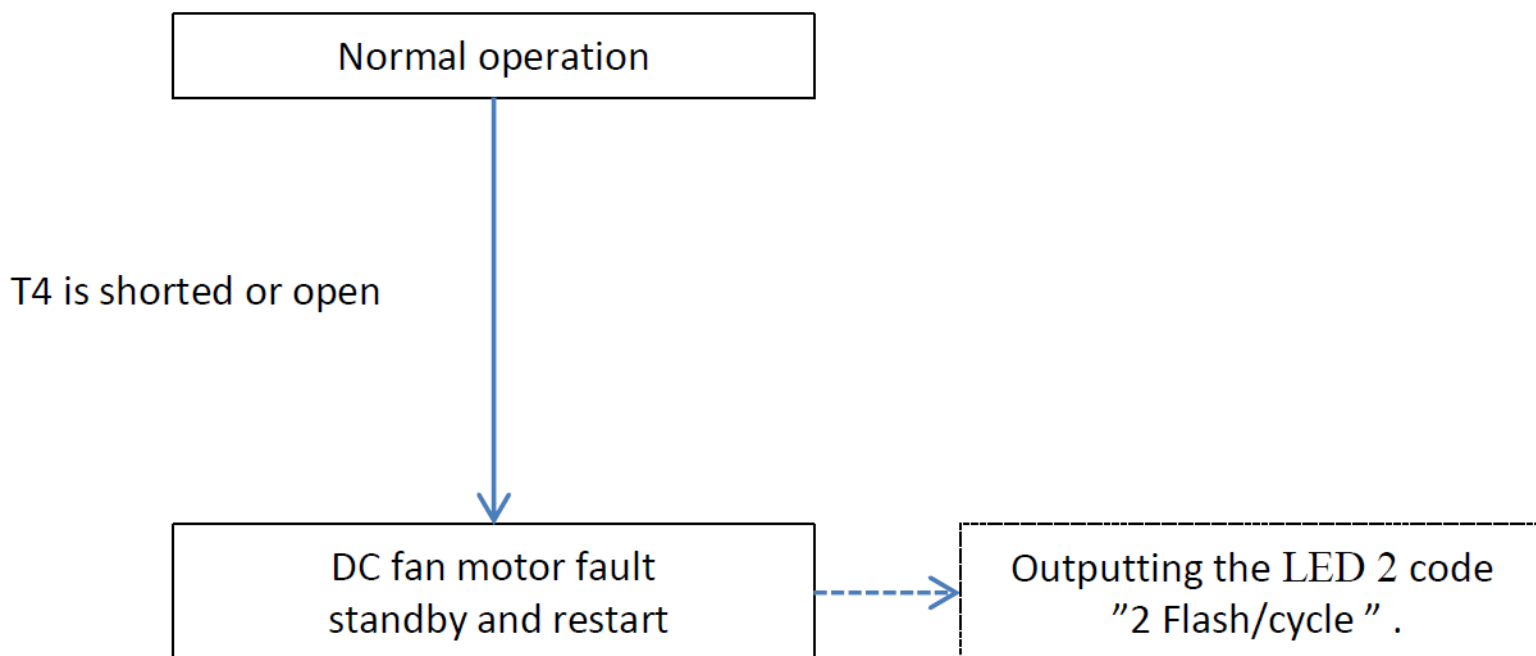 Normal operation
T4 is shorted or open
DC fan motor fault
standby and restart
Outputting the LED 2 code
”2 Flash/cycle ” .